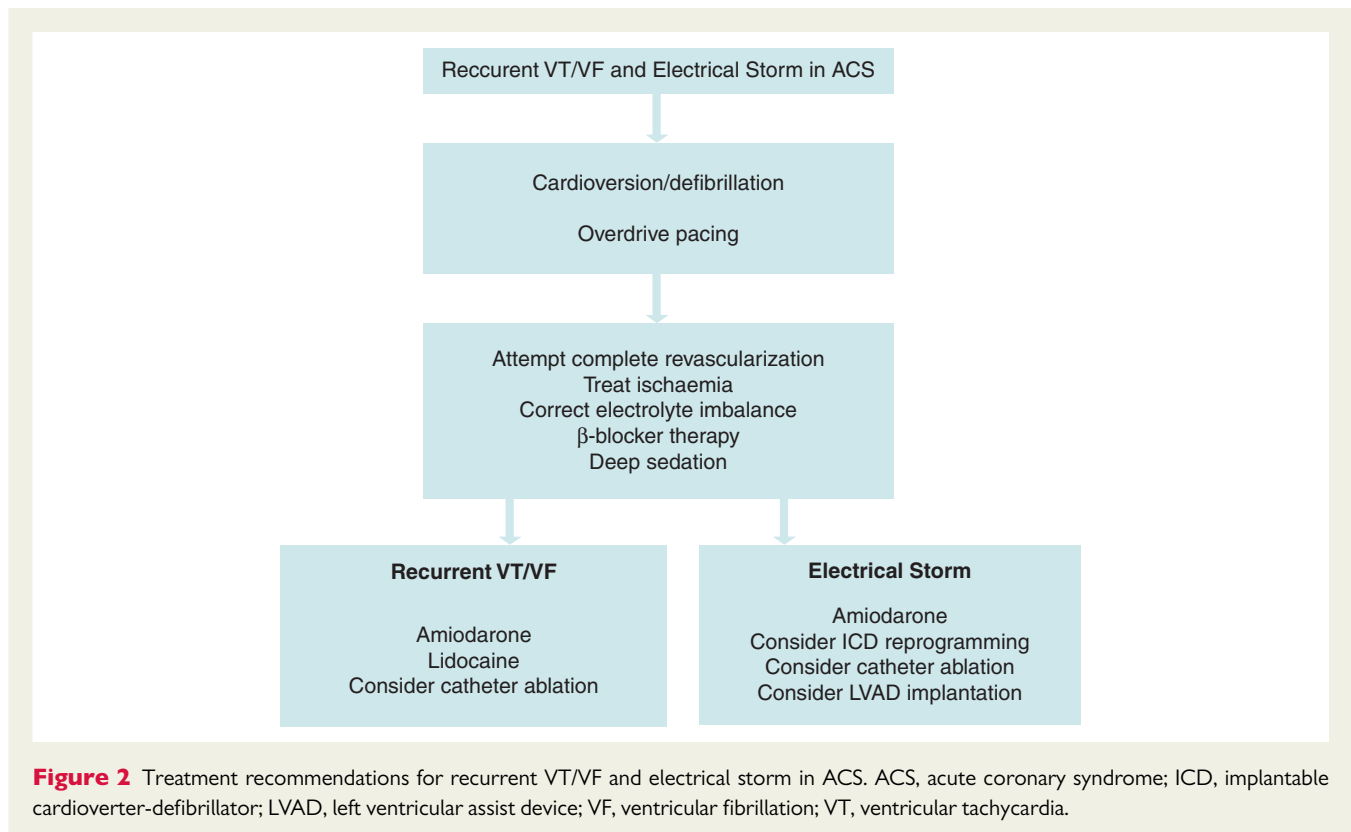 Reccurent VT/VF and Electrical Storm in ACS
Cardioversion/defibrillation
Overdrive pacing
Attempt complete revascularization
Treat ischaemia
Correct electrolyte imbalance
β-blocker therapy
Deep sedation
Recurrent VT/VF
Amiodarone
Lidocaine
Consider catheter ablation
Electrical Storm
Amiodarone
Consider ICD reprogramming
Consider catheter ablation
Consider LVAD implantation
Figure 2 Treatment recommendations for recurrent VT/VF and electrical storm in ACS. ACS, acute coronary syndrome; ICD, implantable
cardioverter-defibrillator; LVAD, left ventricular assist device; VF, ventricular fibrillation; VT, ventricular tachycardia.